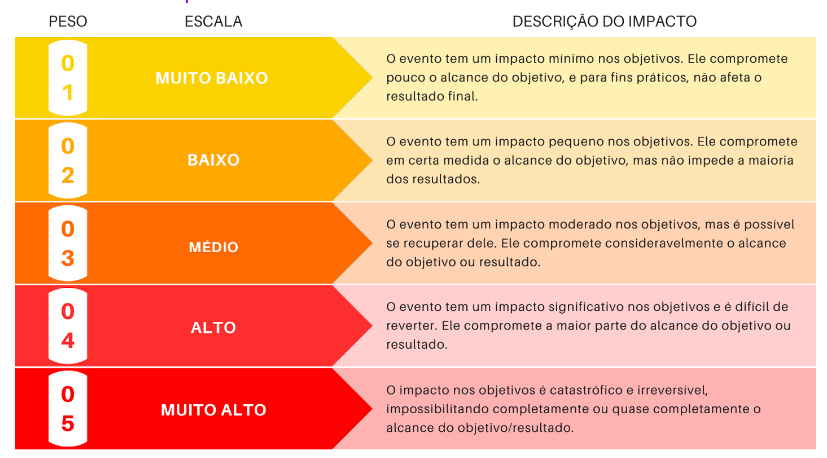 PESO ESCALA DESCRIÇÃO DO IMPACTO
01
MUITO BAIXO
O evento tem um impacto mínimo nos objetivos. Ele compromete
pouco o alcance do objetivo, e para fins práticos, não afeta o
resultado final.
02
BAIXO
O evento tem um impacto pequeno nos objetivos. Ele compromete
em certa medida o alcance do objetivo, mas não impede a maioria
dos resultados.
03
MÉDIO
O evento tem um impacto moderado nos objetivos, mas é possível
se recuperar dele. Ele compromete consideravelmente o alcance
do objetivo ou resultado.
04
ALTO
O evento tem um impacto significativo nos objetivos e é difícil de
reverter. Ele compromete a maior parte do alcance do objetivo ou
resultado.
05
MUITO ALTO
O impacto nos objetivos é catastrófico e irreversível,
impossibilitando completamente ou quase completamente o
alcance do objetivo/resultado.